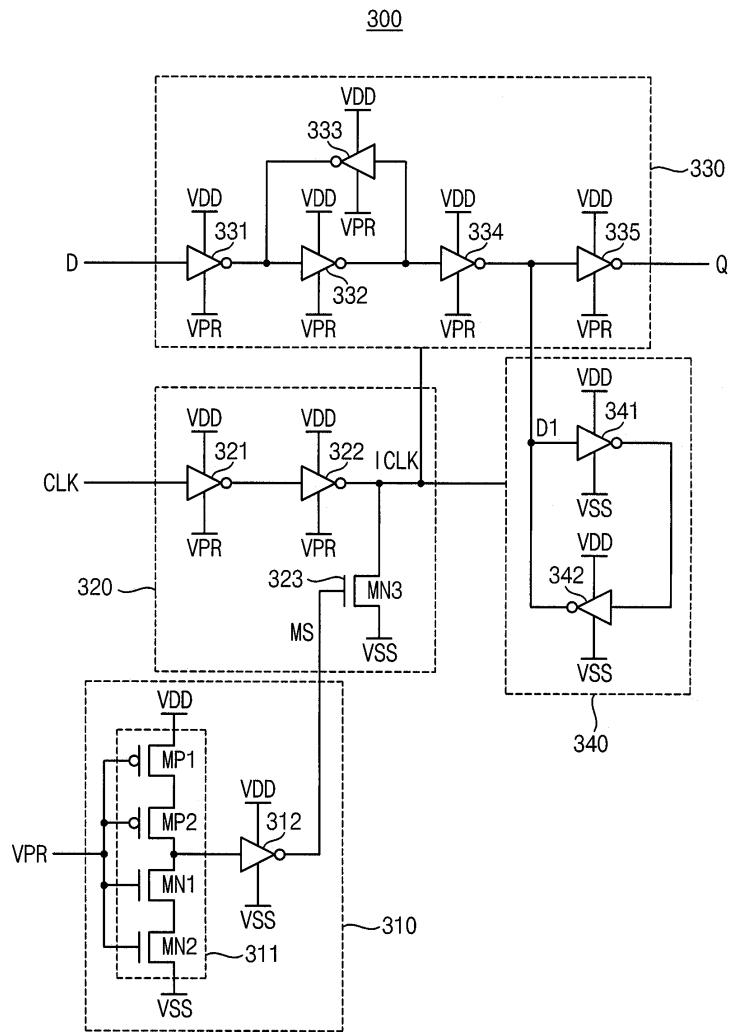 300
VDD
333
VPR
330
VDD
331
VPR
VDD
332
VPR
VDD
334
VPR
VDD
335
VPR
D
Q
VDD
321
VPR
VDD
322
VPR
CLK
ICLK
323
MN3
VSS
320
MS
D1
VDD
341
VSS
VDD
342
VSS
340
VDD
MP1
MP2
MN1
MN2
VSS
VPR
311
VDD
312
VSS
310